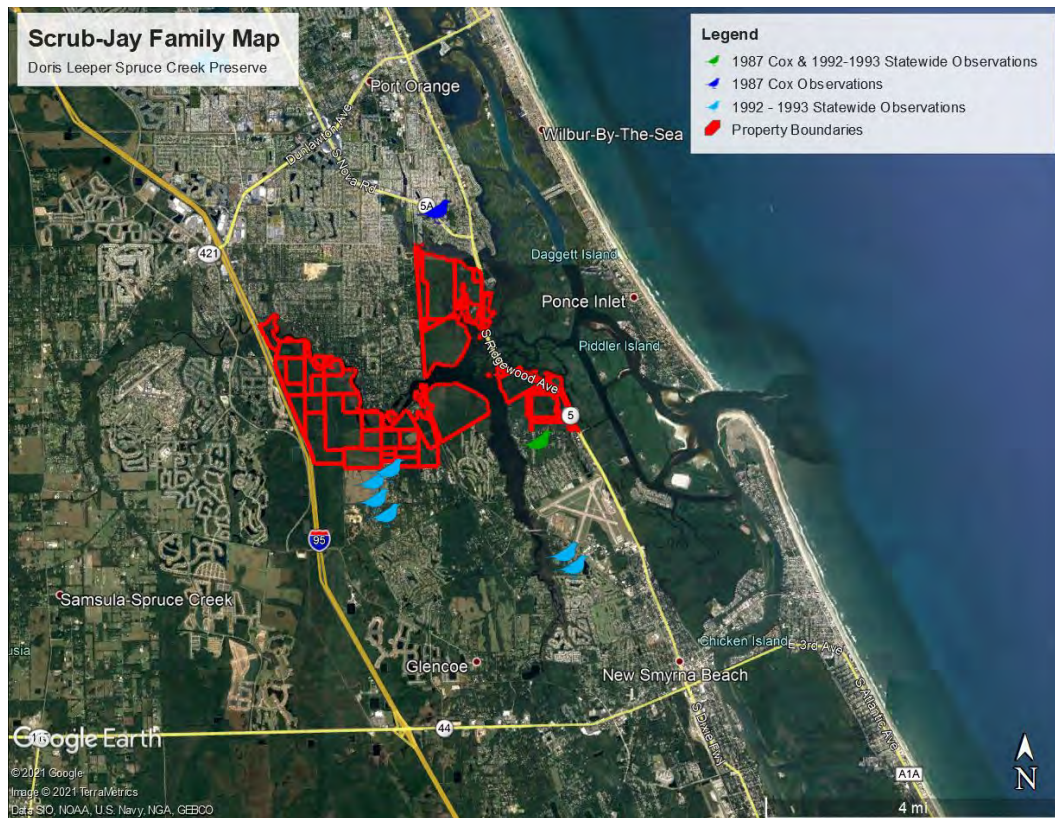 Scrub-Jay Family Map
Doris Leeper Spruce Creek Preserve
Legend
1987 Cox & 1992-1993 Statewide Observations
1987 Cox Observations
1992 - 1993 Statewide Observations
Property Boundaries
Port Orange
Dunlawton Ave
Wilbur-By-The-Sea
S Nova Rd
5A
421
Daggett Island
Ponce Inlet
Piddler Island
S Ridgewood Ave
5
95
Samsula-Spruce Creek
usia
Glencoe
Chicken Island
E 3rd Ave
New Smyrna Beach
S Atlantic Ave
S Dixie Fwy
44
Google Earth
A1A
N
© 2021 Google
Image © 2021 TerraMetrics
Data SIO, NOAA, U.S. Navy, NGA, GEBCO
4 mi